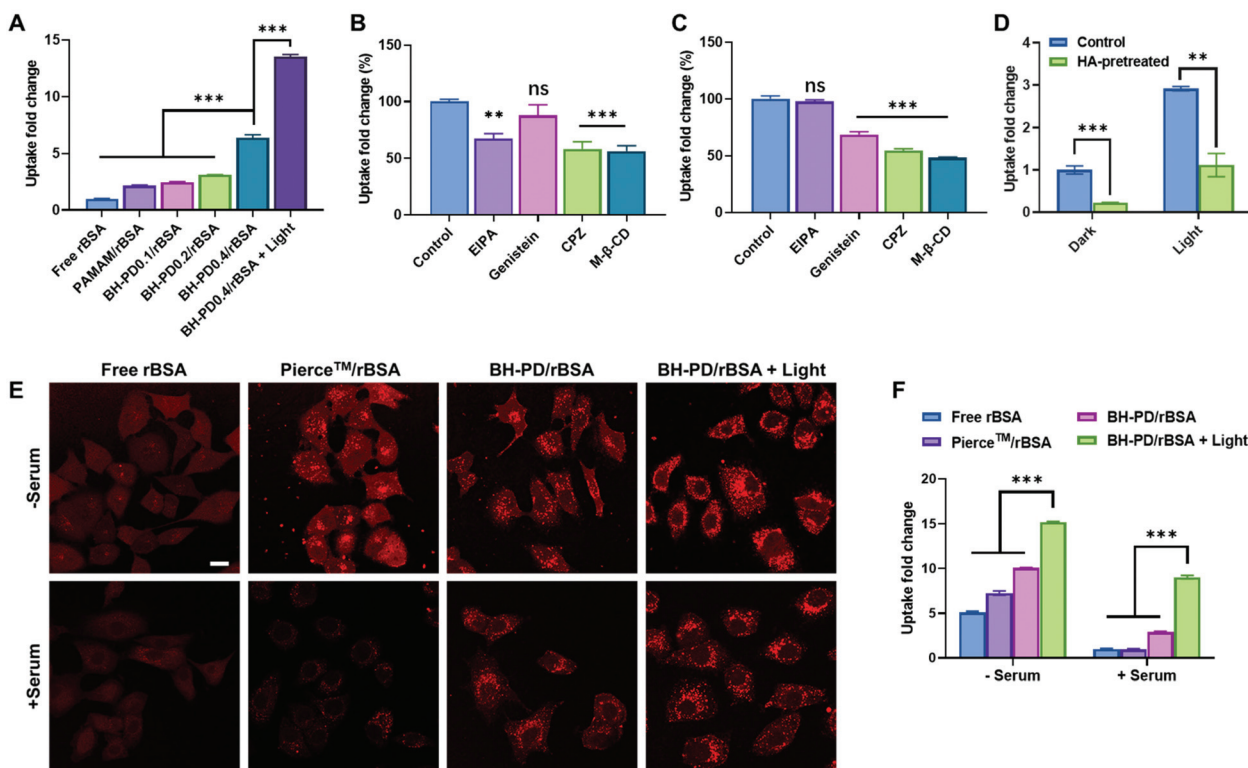 A
Uptake fold change
15
10
5
0
***
***
Free rBSA
PAMAM/rBSA
BH-PD0.1/rBSA
BH-PD0.2/rBSA
BH-PD0.4/rBSA
BH-PD0.4/rBSA + Light
B
Uptake fold change (%)
150
100
50
0
**
ns
***
Control
EIPA
Genistein
CPZ
M-β-CD
C
Uptake fold change (%)
150
100
50
0
ns
***
Control
EIPA
Genistein
CPZ
M-β-CD
D
Control
HA-pretreated
Uptake fold change
4
3
2
1
0
***
**
Dark
Light
E
Free rBSA
Pierce™/rBSA
BH-PD/rBSA
BH-PD/rBSA + Light
-Serum
+Serum
F
Free rBSA
BH-PD/rBSA
Pierce™/rBSA
BH-PD/rBSA + Light
Uptake fold change
20
15
10
5
0
***
***
- Serum
+ Serum